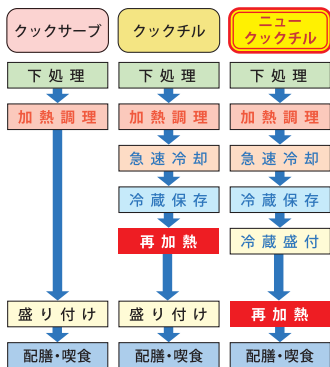 クックサーブ
下処理
加熱調理
盛り付け
配膳・喫食
クックチル
下処理
加熱調理
急速冷却
冷蔵保存
再加熱
盛り付け
配膳・喫食
ニュー
クックチル
下処理
加熱調理
急速冷却
冷蔵保存
冷蔵盛付
再加熱
配膳・喫食